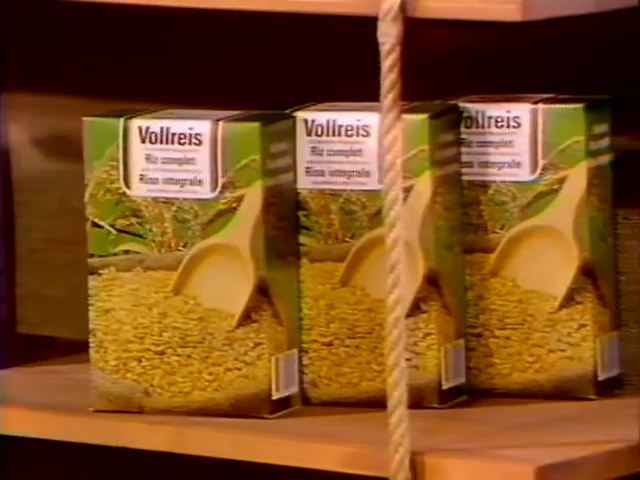 Vollreis
Riz complet
Riso integrale
Vollreis
Riz complet
Riso integrale
Vollreis
Riz complet
Riso integrale